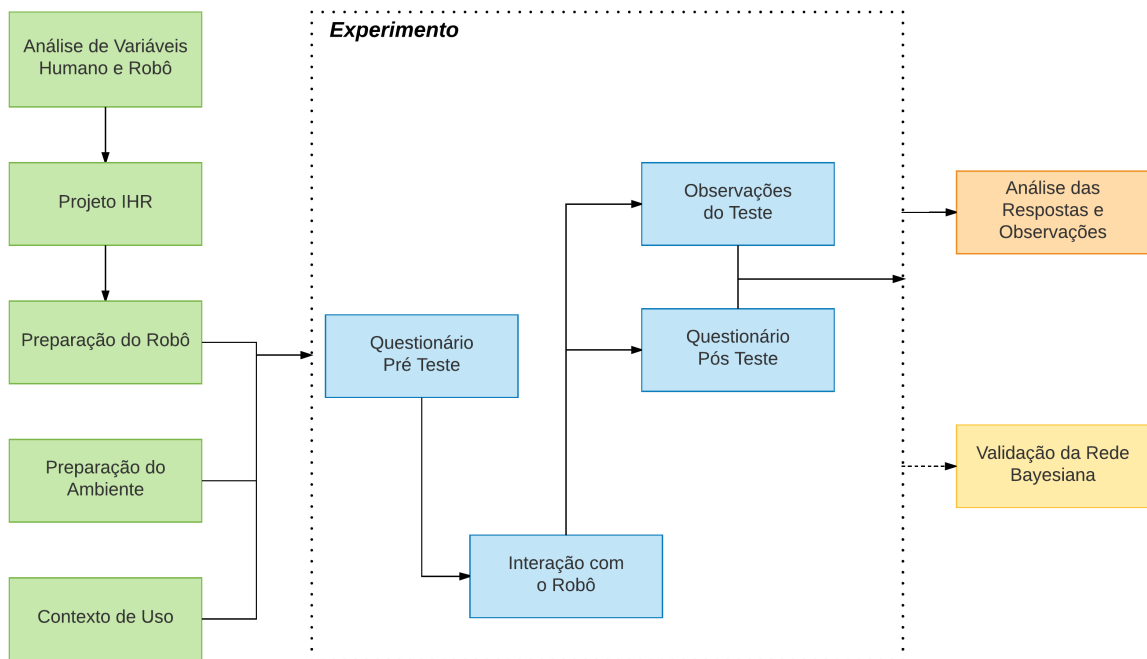 Análise de Variáveis
Humano e Robô
Projeto IHR
Preparação do Robô
Preparação do
Ambiente
Contexto de Uso
Experimento
Questionário
Pré Teste
Interação com
o Robô
Observações
do Teste
Questionário
Pós Teste
Análise das
Respostas e
Observações
Validação da Rede
Bayesiana